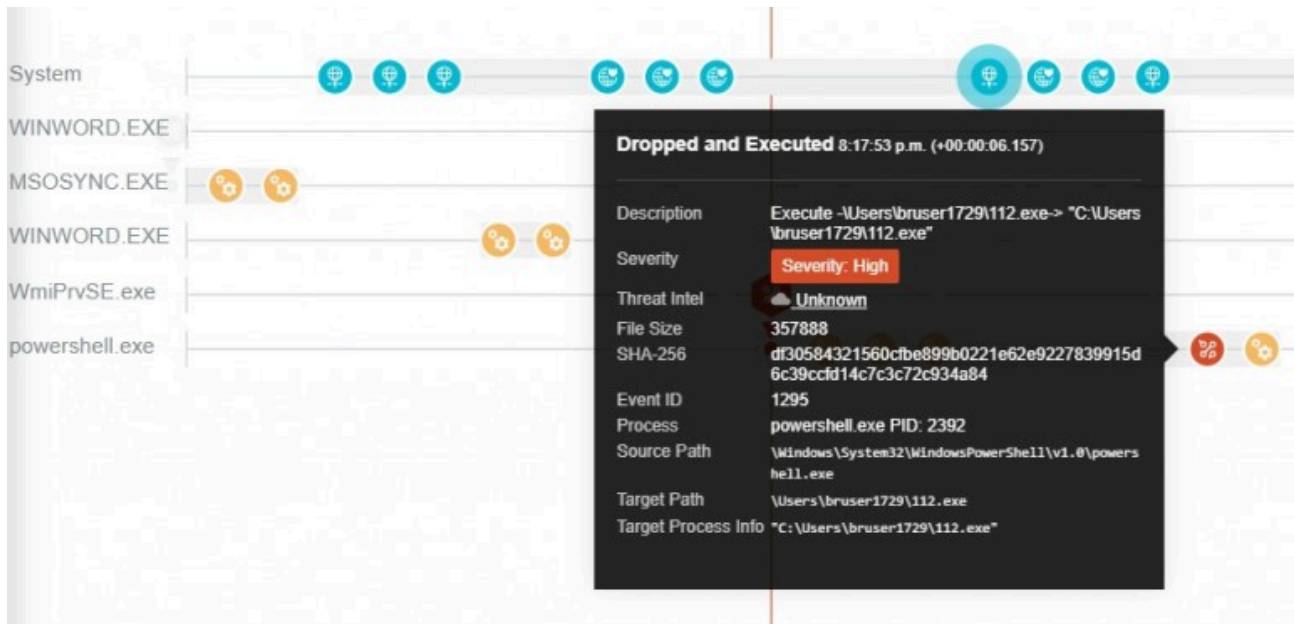 System
WINWORD.EXE
MSOSYNC.EXE
WINWORD.EXE
WmiPrvSE.exe
powershell.exe
Dropped and Executed 8:17:53 p.m. (+00:00:06.157)
Description Execute -\Users\bruser1729\112.exe-> "C:\Users
\bruser1729\112.exe"
Severity Severity: High
Threat Intel Unknown
File Size 357888
SHA-256 df30584321560cfbe899b0221e62e9227839915d
6c39ccfd14c7c3c72c934a84
Event ID 1295
Process powershell.exe PID: 2392
Source Path \Windows\System32\WindowsPowerShell\v1.0\powers
hell.exe
Target Path \Users\bruser1729\112.exe
Target Process Info "C:\Users\bruser1729\112.exe"